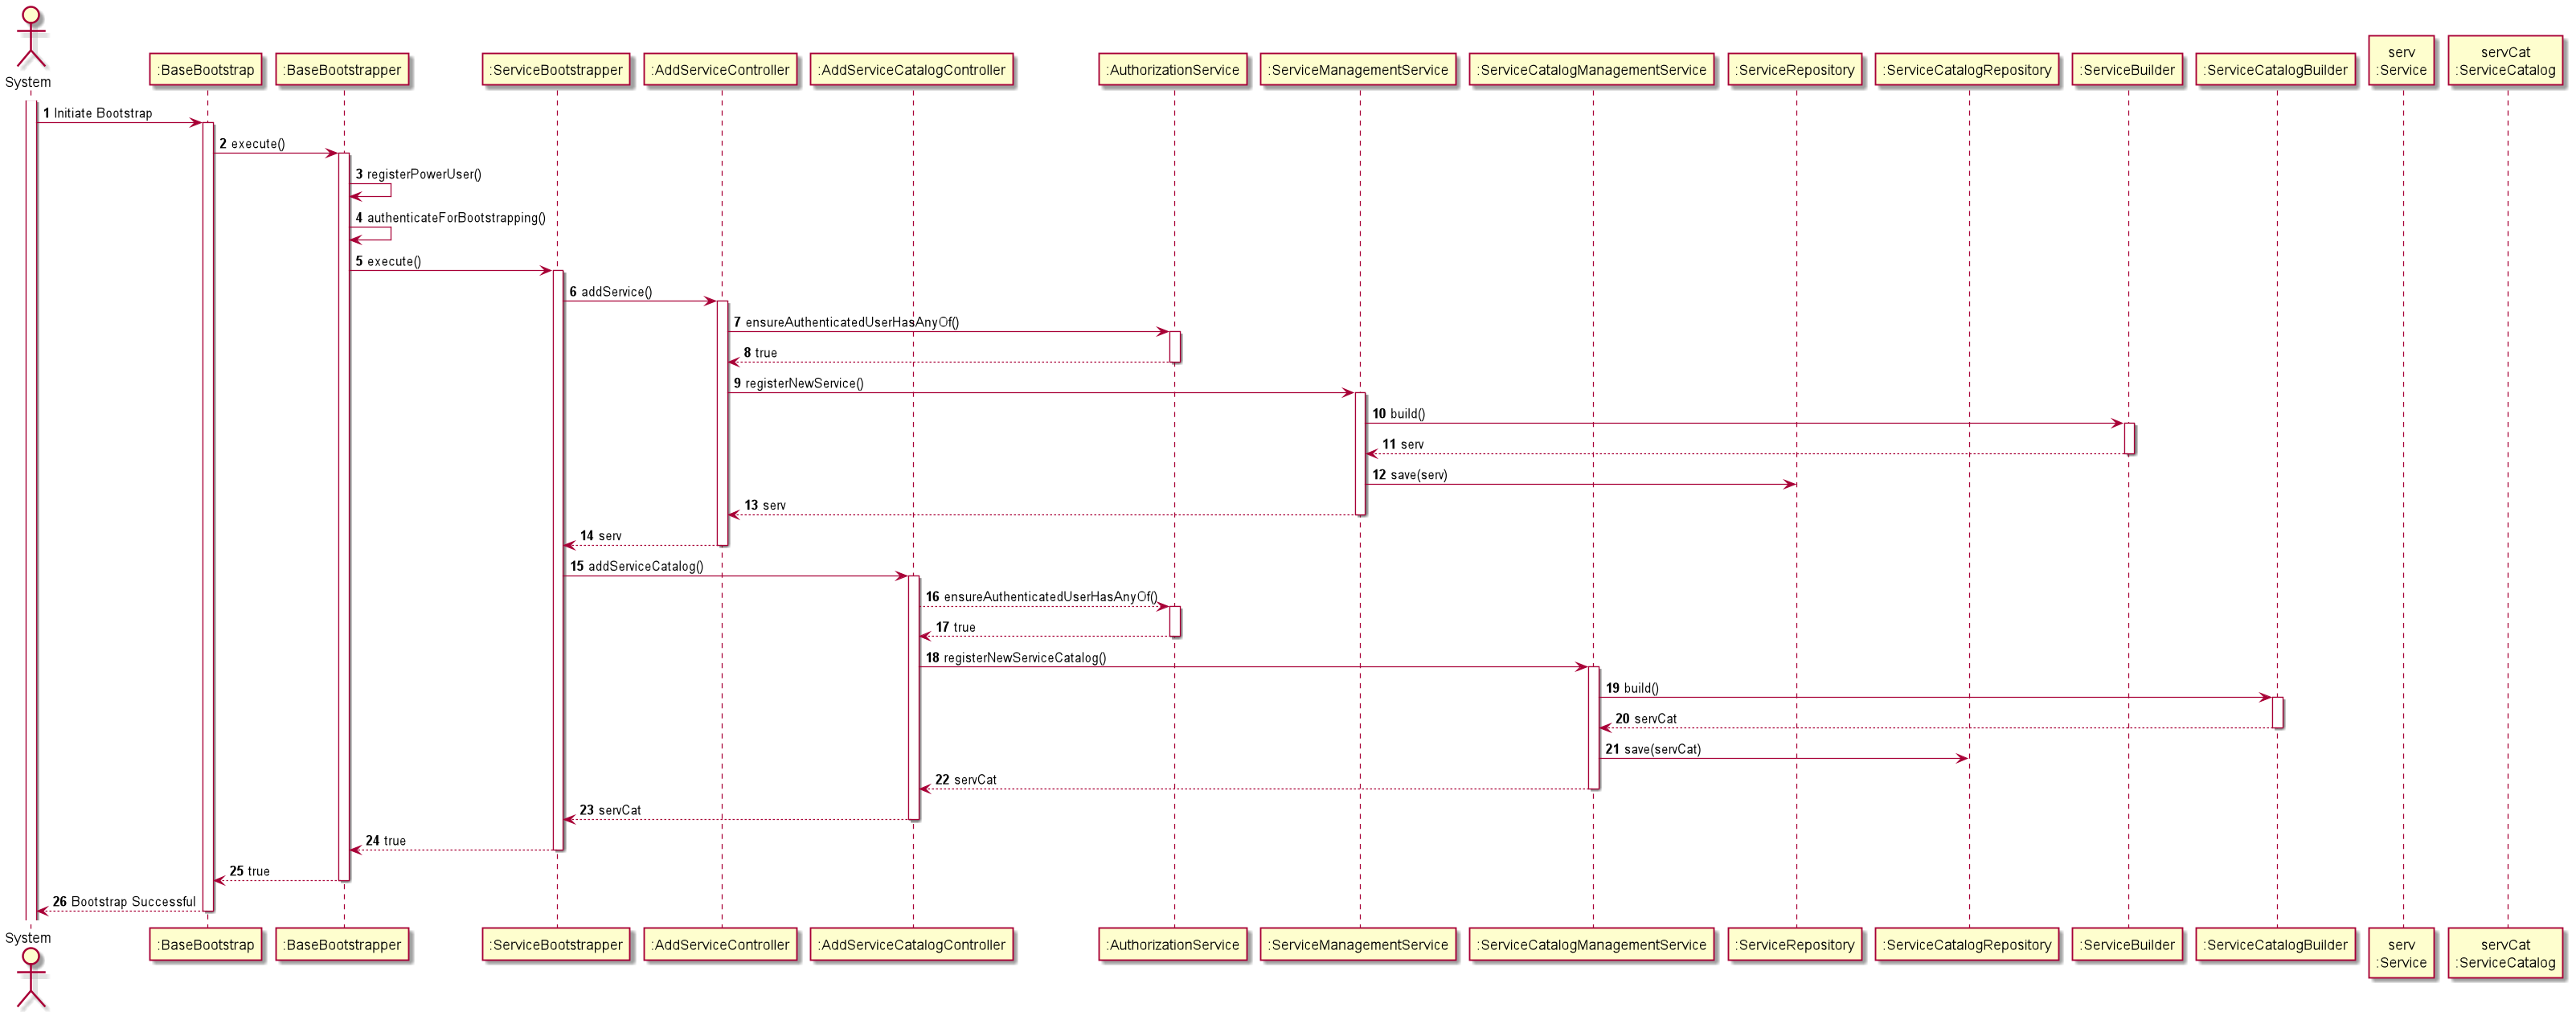 System
:BaseBootstrap
:BaseBootstrapper
:ServiceBootstrapper
:AddServiceController
:AddServiceCatalogController
:AuthorizationService
:ServiceManagementService
:ServiceCatalogManagementService
:ServiceRepository
:ServiceCatalogRepository
:ServiceBuilder
:ServiceCatalogBuilder
serv
:Service
servCat
:ServiceCatalog
1 Initiate Bootstrap
2 execute()
3 registerPowerUser()
4 authenticateForBootstrapping()
5 execute()
6 addService()
7 ensureAuthenticatedUserHasAnyOf()
8 true
9 registerNewService()
10 build()
11 serv
12 save(serv)
13 serv
14 serv
15 addServiceCatalog()
16 ensureAuthenticatedUserHasAnyOf()
17 true
18 registerNewServiceCatalog()
19 build()
20 servCat
21 save(servCat)
22 servCat
23 servCat
24 true
25 true
26 Bootstrap Successful
System
:BaseBootstrap
:BaseBootstrapper
:ServiceBootstrapper
:AddServiceController
:AddServiceCatalogController
:AuthorizationService
:ServiceManagementService
:ServiceCatalogManagementService
:ServiceRepository
:ServiceCatalogRepository
:ServiceBuilder
:ServiceCatalogBuilder
serv
:Service
servCat
:ServiceCatalog